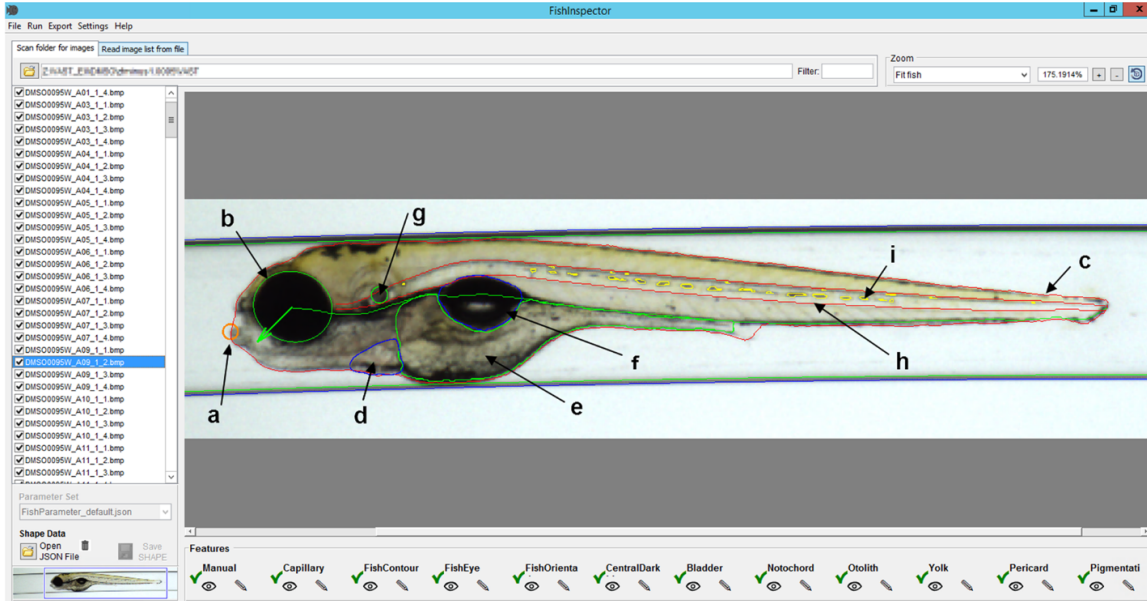 FishInspector
File Run Export Settings Help
Scan folder for images Read image list from file
Filter:
Zoom
Fit fish 175.1914% + -
DMSO0095W_A01_1_4.bmp
DMSO0095W_A03_1_1.bmp
DMSO0095W_A03_1_2.bmp
DMSO0095W_A03_1_3.bmp
DMSO0095W_A03_1_4.bmp
DMSO0095W_A04_1_1.bmp
DMSO0095W_A04_1_2.bmp
DMSO0095W_A04_1_3.bmp
DMSO0095W_A04_1_4.bmp
DMSO0095W_A05_1_1.bmp
DMSO0095W_A05_1_2.bmp
DMSO0095W_A05_1_3.bmp
DMSO0095W_A05_1_4.bmp
DMSO0095W_A06_1_1.bmp
DMSO0095W_A06_1_2.bmp
DMSO0095W_A06_1_3.bmp
DMSO0095W_A06_1_4.bmp
DMSO0095W_A07_1_1.bmp
DMSO0095W_A07_1_2.bmp
DMSO0095W_A07_1_3.bmp
DMSO0095W_A07_1_4.bmp
DMSO0095W_A09_1_1.bmp
DMSO0095W_A09_1_2.bmp
DMSO0095W_A09_1_3.bmp
DMSO0095W_A09_1_4.bmp
DMSO0095W_A10_1_1.bmp
DMSO0095W_A10_1_2.bmp
DMSO0095W_A10_1_3.bmp
DMSO0095W_A10_1_4.bmp
DMSO0095W_A11_1_1.bmp
DMSO0095W_A11_1_2.bmp
DMSO0095W_A11_1_3.bmp
b
g
i
c
a
d
e
f
h
Parameter Set
FishParameter_default.json
Shape Data
Open
JSON File
Save
SHAPE
Features
Manual Capillary FishContour FishEye FishOrienta CentralDark Bladder Notochord Otolith Yolk Pericard Pigmentati